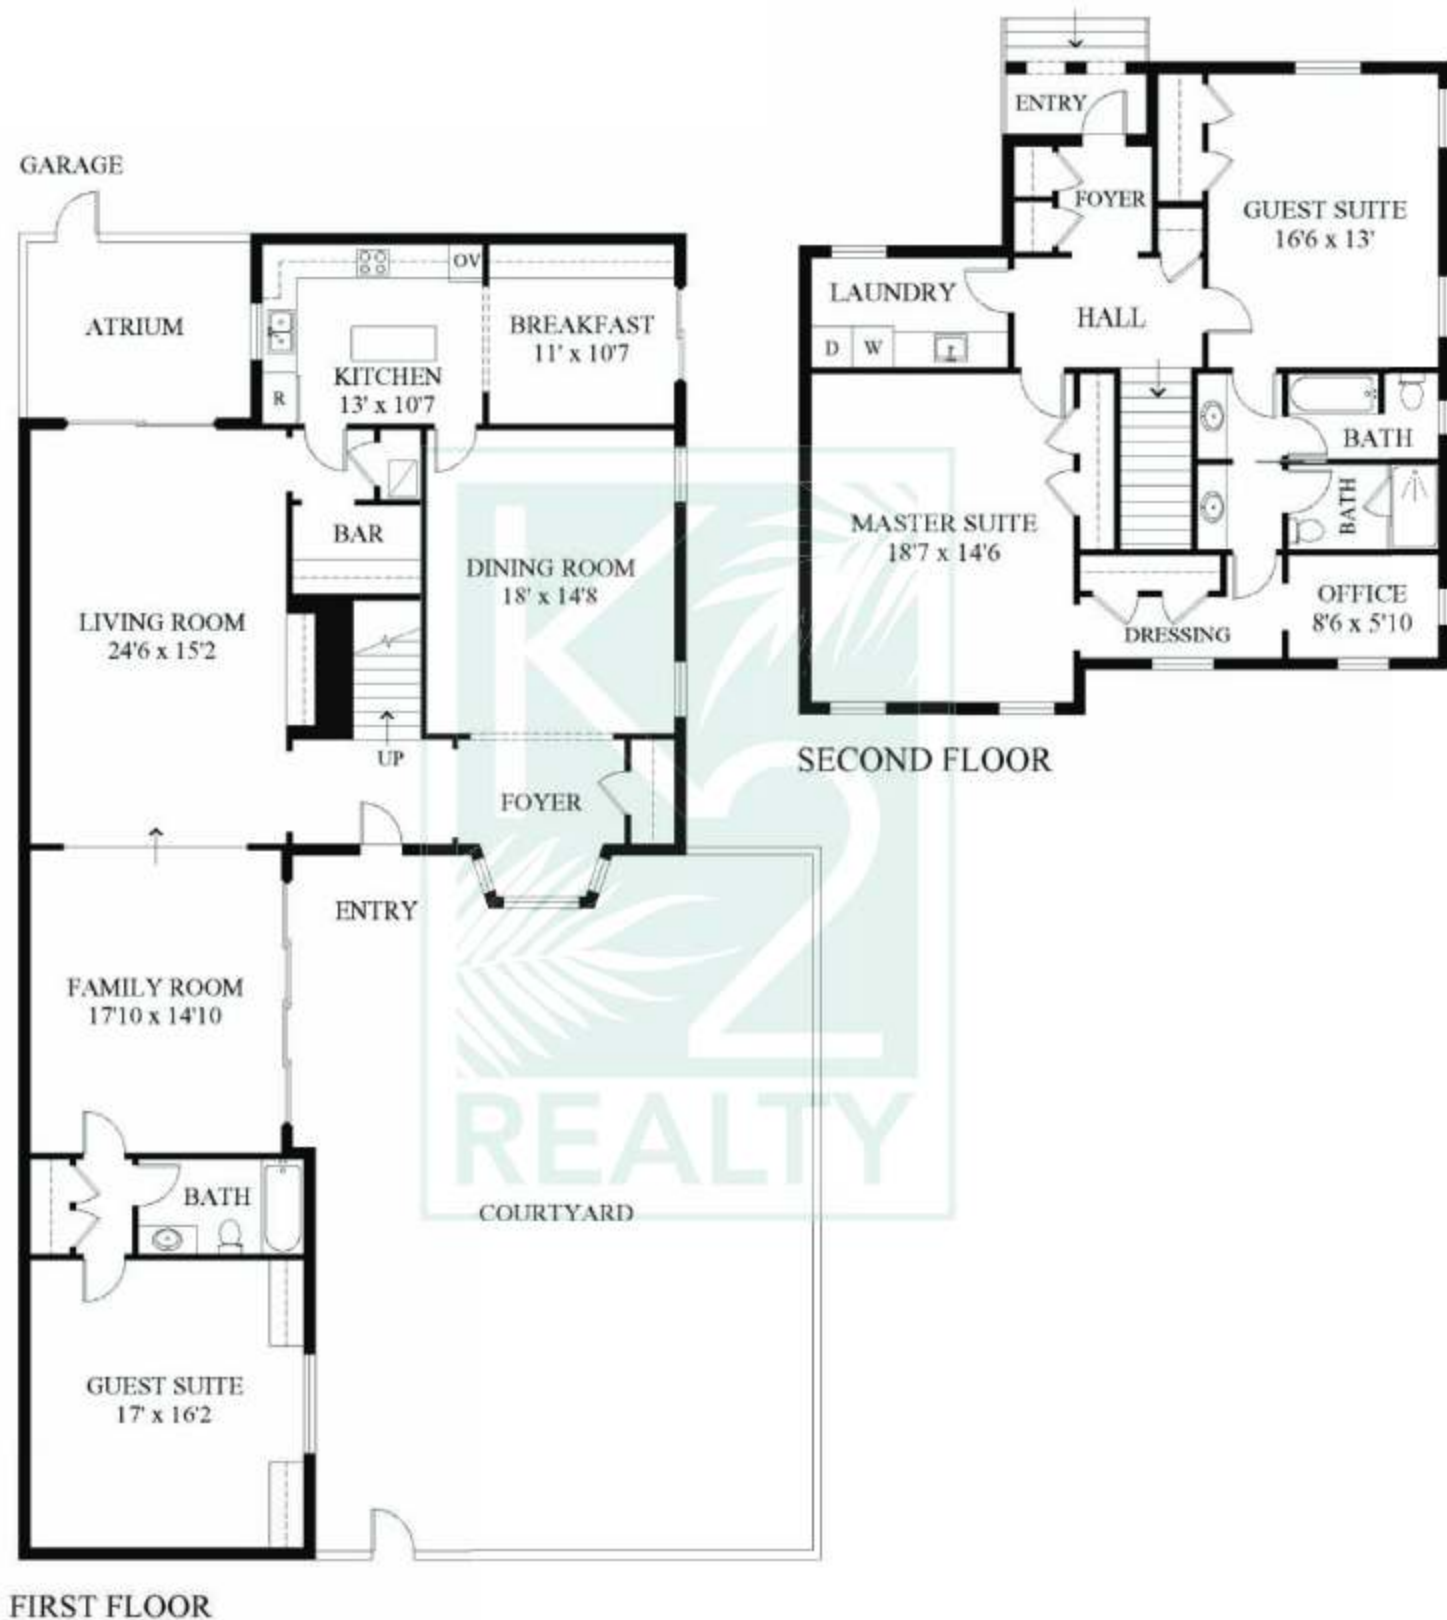 GARAGE
ATRIUM
OV
R
KITCHEN
13' x 10'7
BREAKFAST
11' x 10'7
BAR
DINING ROOM
18' x 14'8
LIVING ROOM
24'6 x 15'2
UP
FOYER
ENTRY
FAMILY ROOM
17'10 x 14'10
BATH
COURTYARD
GUEST SUITE
17' x 16'2
FIRST FLOOR
ENTRY
FOYER
GUEST SUITE
16'6 x 13'
LAUNDRY
D
W
HALL
BATH
BATH
MASTER SUITE
18'7 x 14'6
OFFICE
8'6 x 5'10
DRESSING
SECOND FLOOR
K2
REALTY